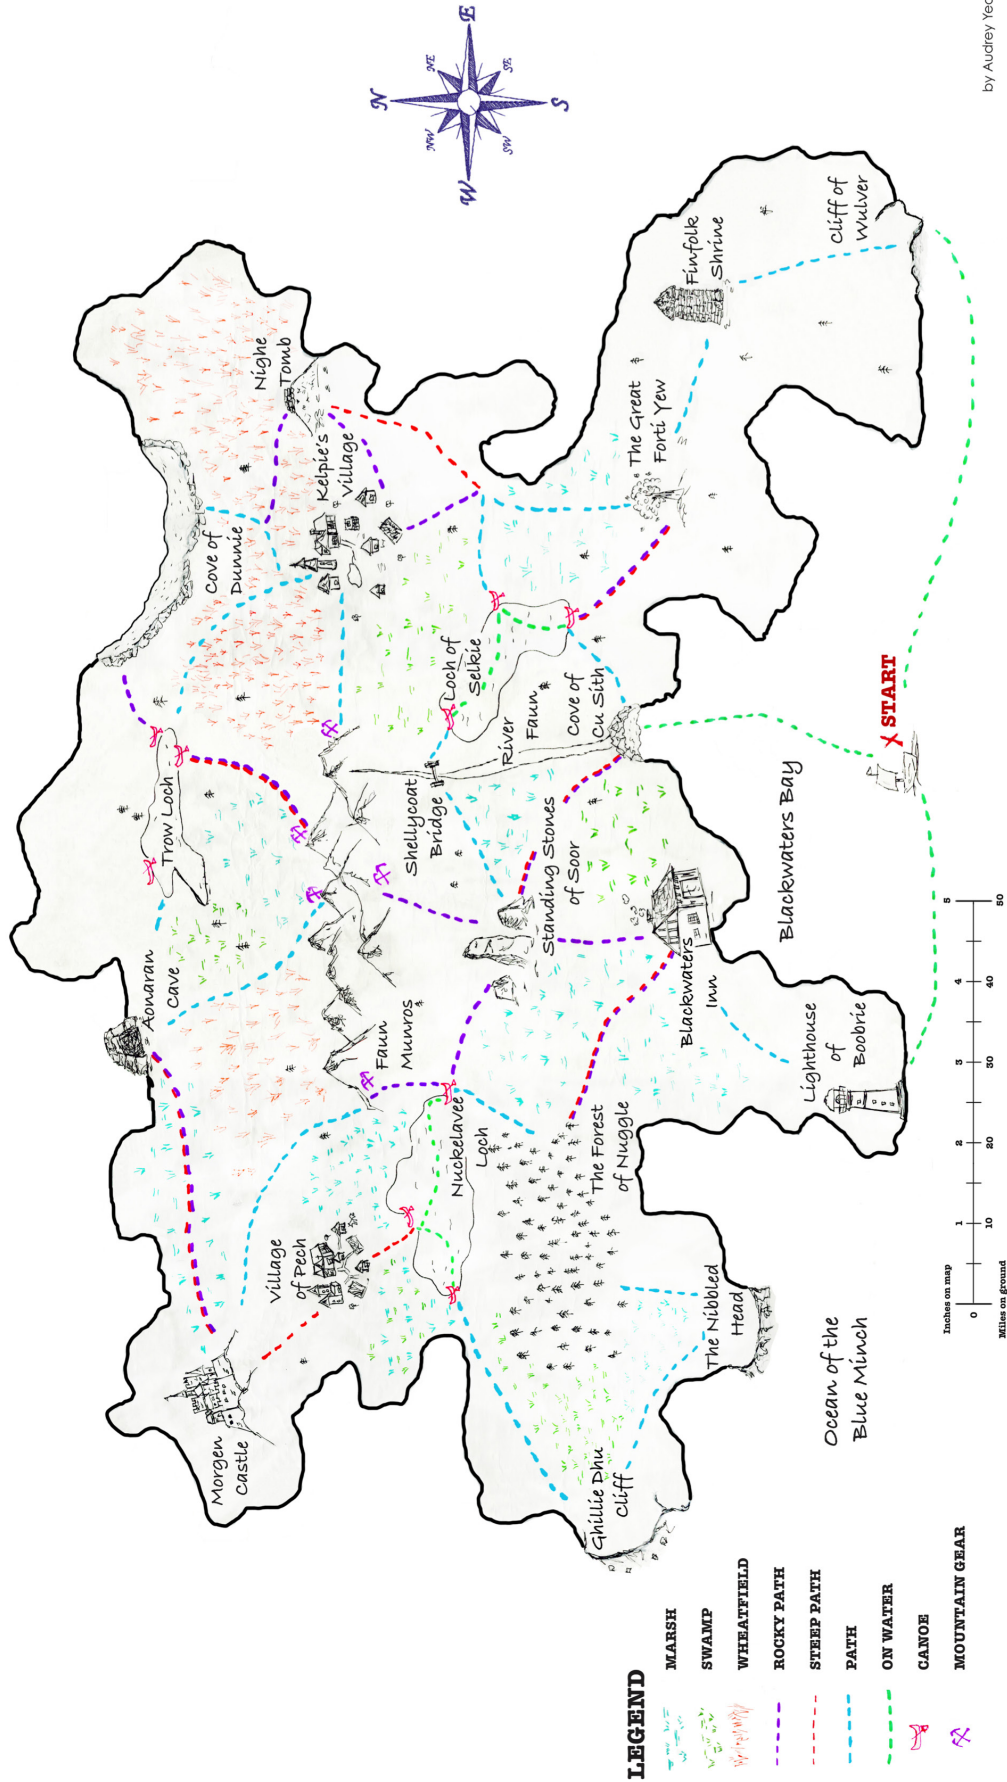 N
NE
E
SE
S
SW
W
NW
by Audrey Yeo
Nighe
Tomb
Kelpie's
Village
Cove of
Dunnie
Finfolk
Shrine
Cliff of
Wulver
The Great
Forti Yew
Loch of
Selkie
River
Faun
Cove of
Cu Sith
X START
Trow Loch
Shellycoat
Bridge
Standing Stones
of Soor
Blackwaters Bay
Aonaran
Cave
Faun
Munros
Blackwaters
Inn
Lighthouse
of
Boobrie
Nuckelavee
Loch
The Forest
of Nuggle
Village
of Pech
The Nibbled
Head
Morgen
Castle
Ghillie Dhu
Cliff
Ocean of the
Blue Minch
Inches on map
1 2 3 4 5
0
10 20 30 40 50
Miles on ground
LEGEND
MARSH
SWAMP
WHEATFIELD
ROCKY PATH
STEEP PATH
PATH
ON WATER
CANOE
MOUNTAIN GEAR